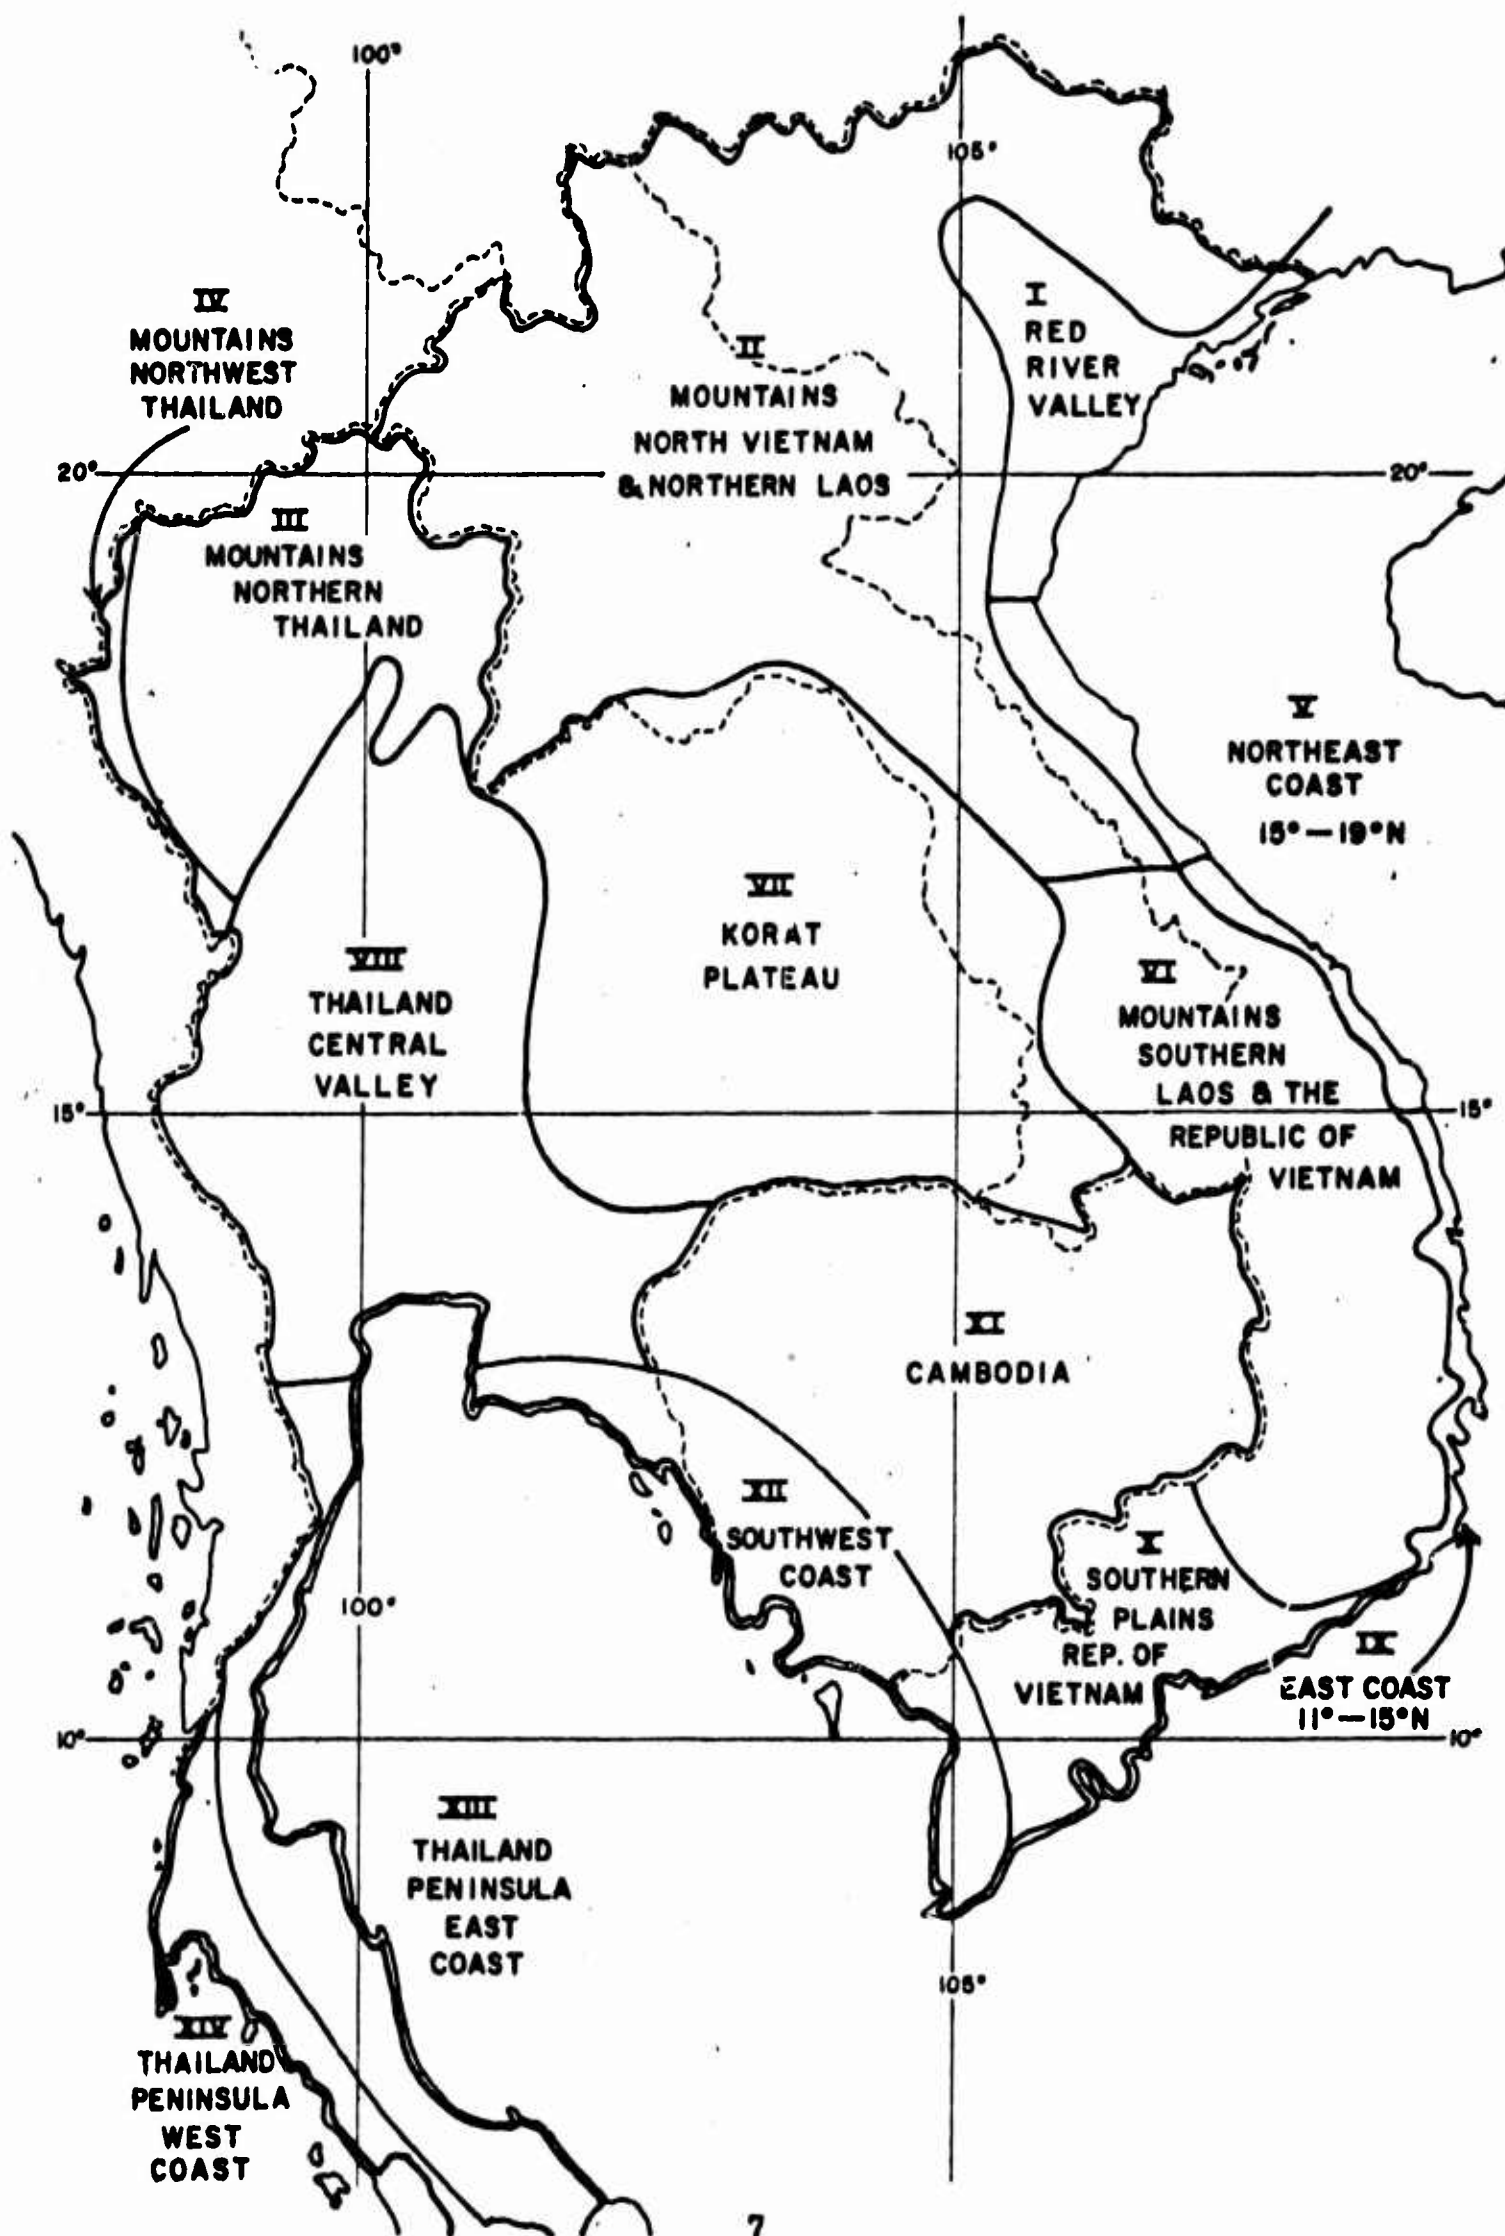 100°
105°
IV
MOUNTAINS
NORTHWEST
THAILAND
I
RED
RIVER
VALLEY
II
MOUNTAINS
NORTH VIETNAM
& NORTHERN LAOS
20°
20°
III
MOUNTAINS
NORTHERN
THAILAND
V
NORTHEAST
COAST
15°—19°N
VII
KORAT
PLATEAU
VIII
THAILAND
CENTRAL
VALLEY
VI
MOUNTAINS
SOUTHERN
LAOS & THE
REPUBLIC OF
VIETNAM
15°
15°
XI
CAMBODIA
XII
SOUTHWEST
COAST
X
SOUTHERN
PLAINS
REP. OF
VIETNAM
100°
IX
EAST COAST
11°—15°N
10°
10°
XIII
THAILAND
PENINSULA
EAST
COAST
105°
XIV
THAILAND
PENINSULA
WEST
COAST
7